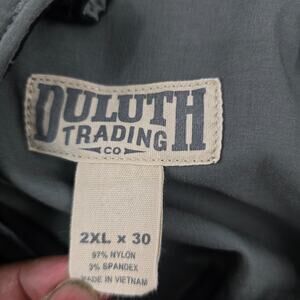 DULUTH
TRADING
CO
2XL x 30
97% NYLON
3% SPANDEX
MADE IN VIETNAM